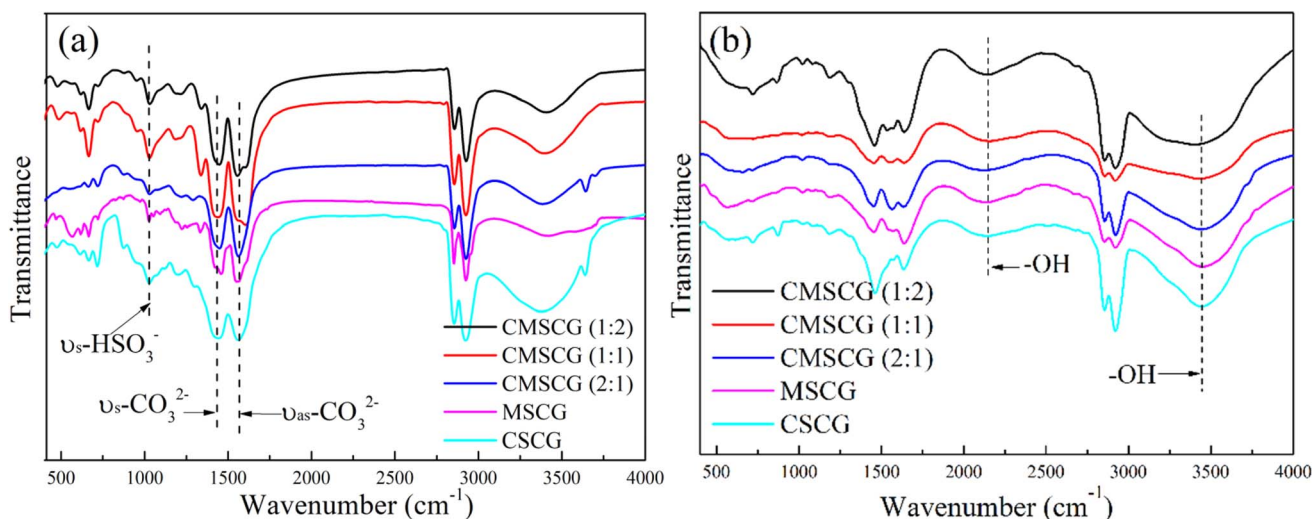 (a)
Transmittance
υs-HSO₃⁻
υs-CO₃²⁻
υas-CO₃²⁻
CMSCG (1:2)
CMSCG (1:1)
CMSCG (2:1)
MSCG
CSCG
500 1000 1500 2000 2500 3000 3500 4000
Wavenumber (cm⁻¹)
(b)
Transmittance
-OH
CMSCG (1:2)
CMSCG (1:1)
CMSCG (2:1)
MSCG
CSCG
-OH
500 1000 1500 2000 2500 3000 3500 4000
Wavenumber (cm⁻¹)